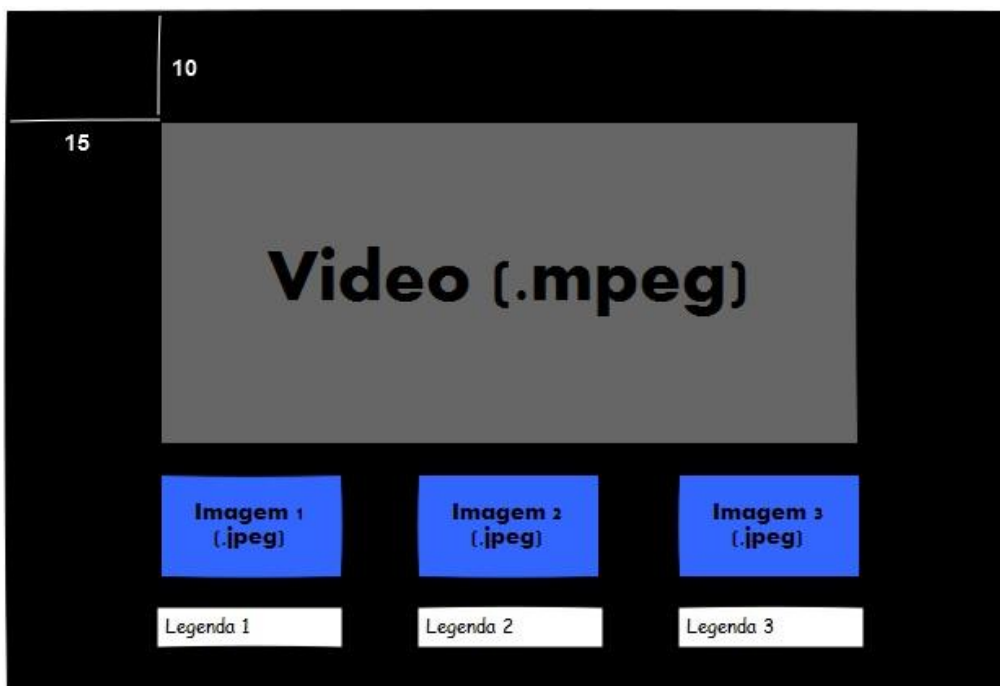 10
15
Video (.mpeg)
Imagem 1
(.jpeg)
Imagem 2
(.jpeg)
Imagem 3
(.jpeg)
Legenda 1
Legenda 2
Legenda 3